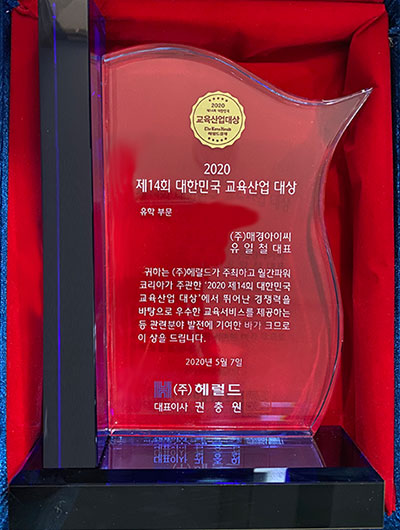 2020
제14회 대한민국
교육산업대상
The Korea Herald
헤럴드경제
2020
제14회 대한민국 교육산업 대상
유학 부문
(주)매경아이씨
유 일 철 대표
귀하는 (주)헤럴드가 주최하고 월간파워
코리아가 주관한 '2020 제14회 대한민국
교육산업 대상'에서 뛰어난 경쟁력을
바탕으로 우수한 교육서비스를 제공하는
등 관련분야 발전에 기여한 바가 크므로
이 상을 드립니다.
2020년 5월 7일
(주) 헤럴드
대표이사 권 충 원